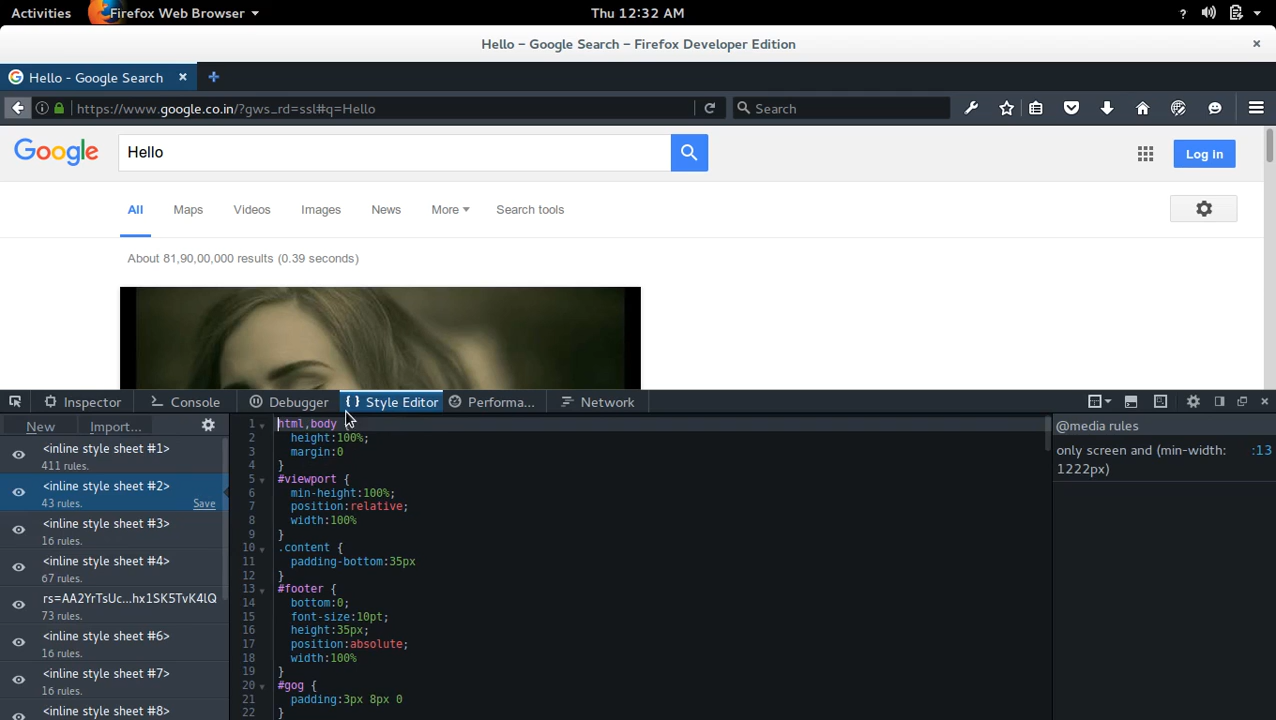 Activities Firefox Web Browser Thu 12:32 AM ?
Hello – Google Search – Firefox Developer Edition ×
Hello - Google Search × +
https://www.google.co.in/?gws_rd=ssl#q=Hello Search
Google Hello Log In
All Maps Videos Images News More Search tools
About 81,90,00,000 results (0.39 seconds)
Inspector Console Debugger { } Style Editor Performa... Network
New Import...
<inline style sheet #1>
411 rules.
<inline style sheet #2>
43 rules. Save
<inline style sheet #3>
16 rules.
<inline style sheet #4>
67 rules.
rs=AA2YrTsUc...hx1SK5TvK4lQ
73 rules.
<inline style sheet #6>
16 rules.
<inline style sheet #7>
16 rules.
<inline style sheet #8>
1 html,body
2 height:100%;
3 margin:0
4 }
5 #viewport {
6 min-height:100%;
7 position:relative;
8 width:100%
9 }
10 .content {
11 padding-bottom:35px
12 }
13 #footer {
14 bottom:0;
15 font-size:10pt;
16 height:35px;
17 position:absolute;
18 width:100%
19 }
20 #gog {
21 padding:3px 8px 0
22 }
@media rules
only screen and (min-width: :13
1222px)